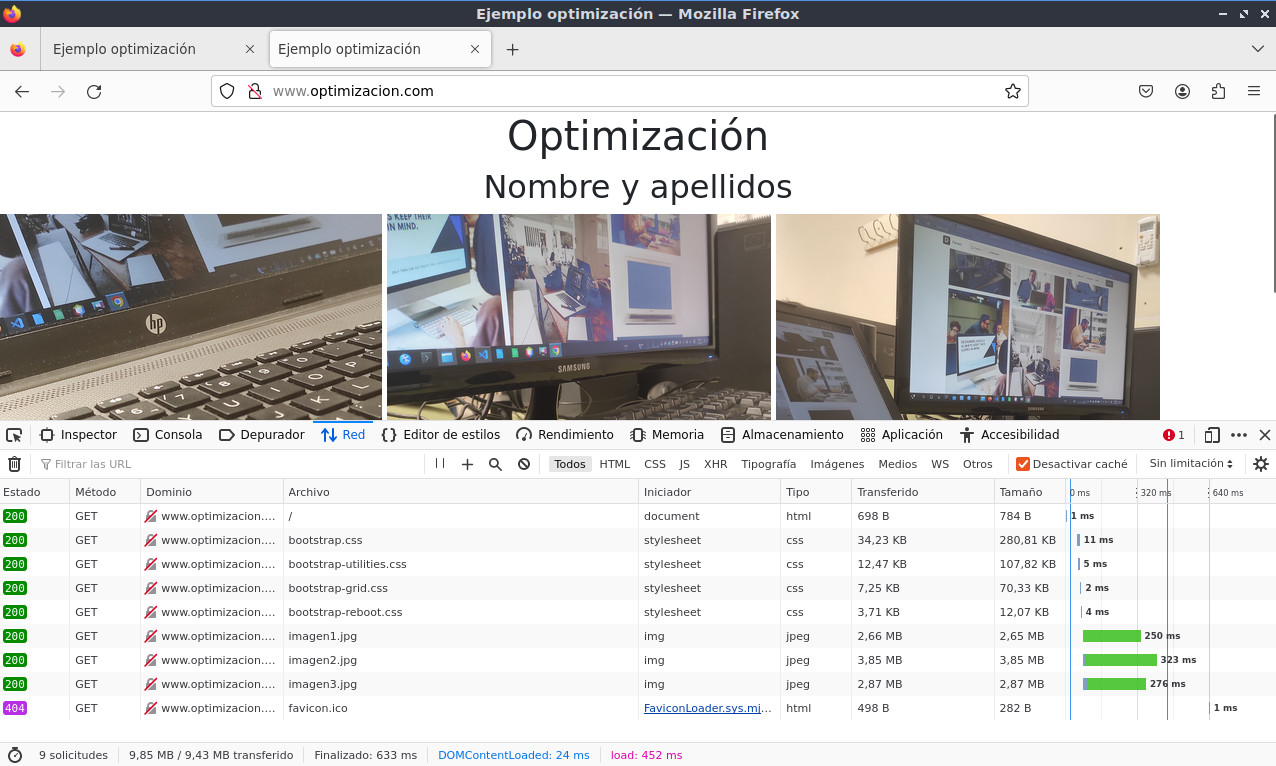 Ejemplo optimización — Mozilla Firefox
Ejemplo optimización
Ejemplo optimización
www.optimizacion.com
Optimización
Nombre y apellidos
KEEP THEIR
IN MIND.
hp
SAMSUNG
Inspector Consola Depurador Red Editor de estilos Rendimiento Memoria Almacenamiento Aplicación Accesibilidad 1
Filtrar las URL Todos HTML CSS JS XHR Tipografía Imágenes Medios WS Otros Desactivar caché Sin limitación
Estado Método Dominio Archivo Iniciador Tipo Transferido Tamaño 0 ms 320 ms 640 ms
200 GET www.optimizacion.… / document html 698 B 784 B 1 ms
200 GET www.optimizacion.… bootstrap.css stylesheet css 34,23 KB 280,81 KB 11 ms
200 GET www.optimizacion.… bootstrap-utilities.css stylesheet css 12,47 KB 107,82 KB 5 ms
200 GET www.optimizacion.… bootstrap-grid.css stylesheet css 7,25 KB 70,33 KB 2 ms
200 GET www.optimizacion.… bootstrap-reboot.css stylesheet css 3,71 KB 12,07 KB 4 ms
200 GET www.optimizacion.… imagen1.jpg img jpeg 2,66 MB 2,65 MB 250 ms
200 GET www.optimizacion.… imagen2.jpg img jpeg 3,85 MB 3,85 MB 323 ms
200 GET www.optimizacion.… imagen3.jpg img jpeg 2,87 MB 2,87 MB 276 ms
404 GET www.optimizacion.… favicon.ico FaviconLoader.sys.mj… html 498 B 282 B 1 ms
9 solicitudes 9,85 MB / 9,43 MB transferido Finalizado: 633 ms DOMContentLoaded: 24 ms load: 452 ms